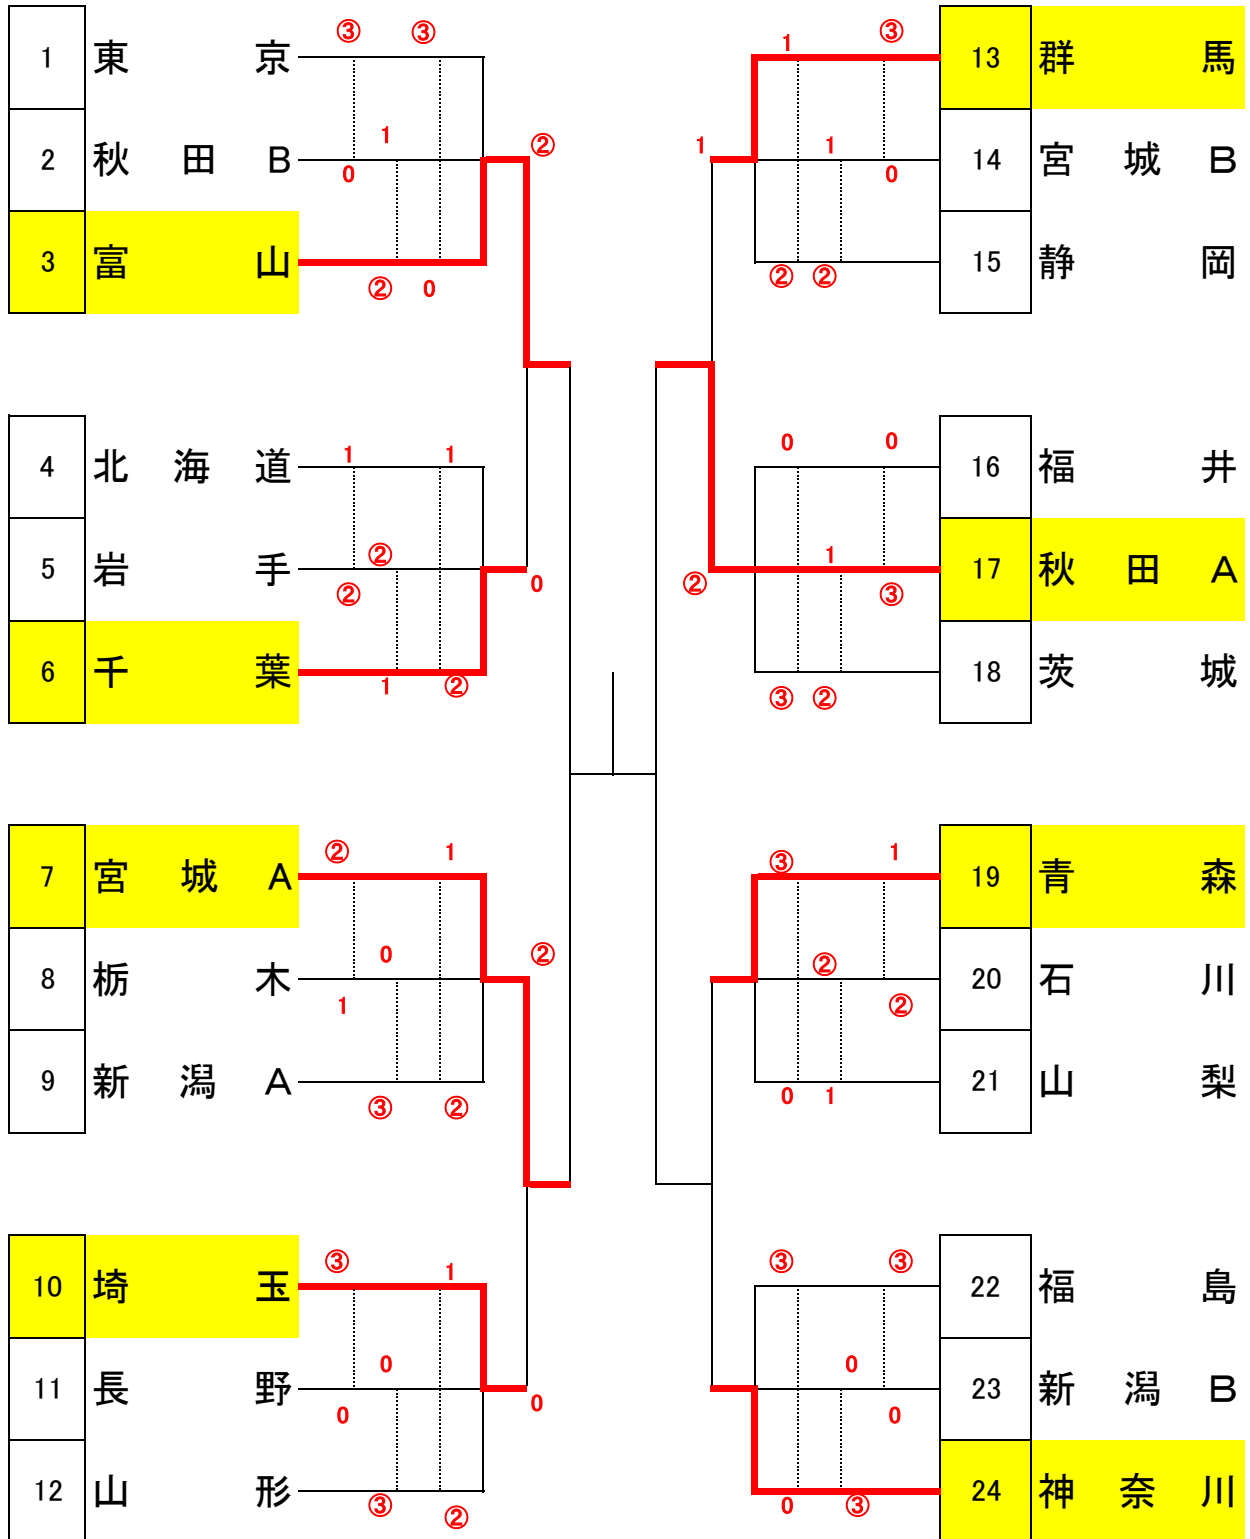 ③ ③
1 東京
1
2 秋田B
0
②
3 富山
② 0
1 1
4 北海道
②
5 岩手
②
0
6 千葉
1 ②
② 1
7 宮城A
0
②
8 栃木
1
9 新潟A
③ ②
③ 1
10 埼玉
0
11 長野
0
0
12 山形
③ ②
1 ③
13 群馬
1 1
14 宮城B
0
15 静岡
② ②
0 0
16 福井
1
17 秋田A
② ③
18 茨城
③ ②
③ 1
19 青森
②
20 石川
②
21 山梨
0 1
③ ③
22 福島
0
23 新潟B
0
24 神奈川
0 ③